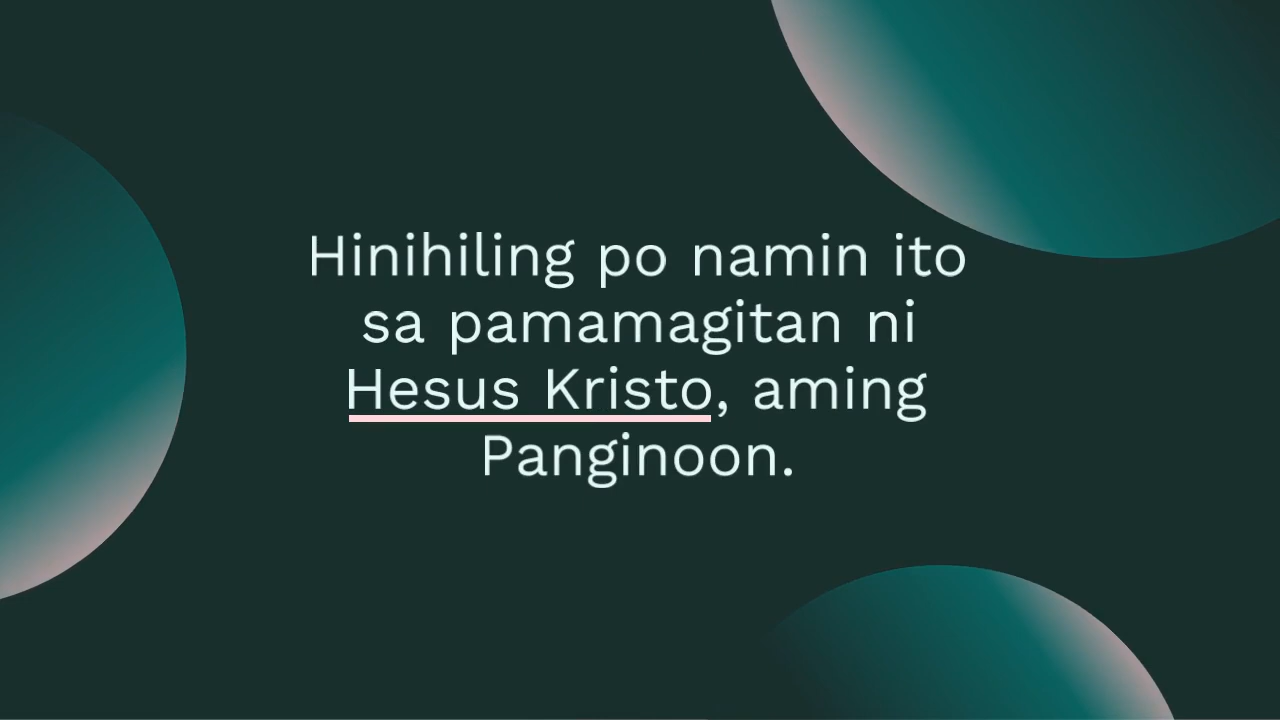 Hinihiling po namin ito
sa pamamagitan ni
Hesus Kristo, aming
Panginoon.